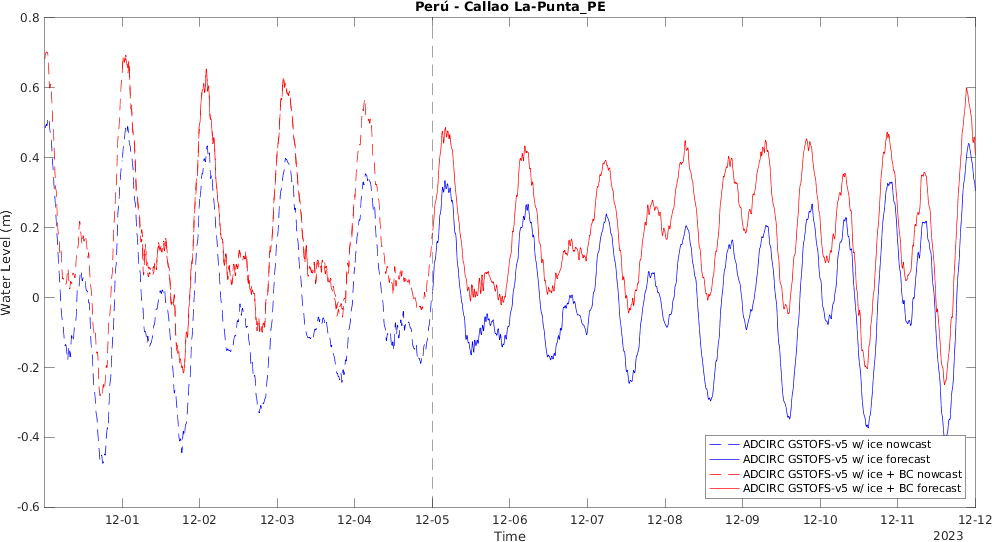 Perú - Callao La-Punta_PE
Water Level (m)
0.8
0.6
0.4
0.2
0
-0.2
-0.4
-0.6
12-01 12-02 12-03 12-04 12-05 12-06 12-07 12-08 12-09 12-10 12-11 12-12
Time
2023
ADCIRC GSTOFS-v5 w/ ice nowcast
ADCIRC GSTOFS-v5 w/ ice forecast
ADCIRC GSTOFS-v5 w/ ice + BC nowcast
ADCIRC GSTOFS-v5 w/ ice + BC forecast